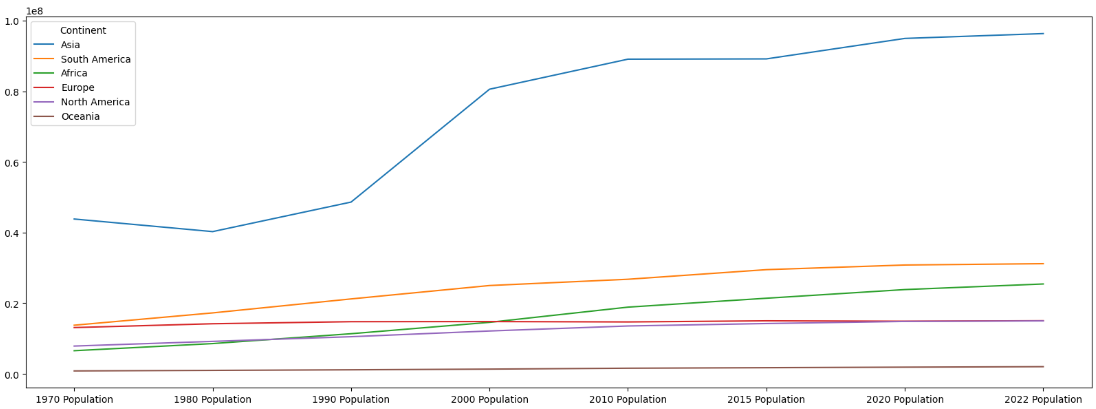 1e8
1.0
0.8
0.6
0.4
0.2
0.0
Continent
Asia
South America
Africa
Europe
North America
Oceania
1970 Population 1980 Population 1990 Population 2000 Population 2010 Population 2015 Population 2020 Population 2022 Population